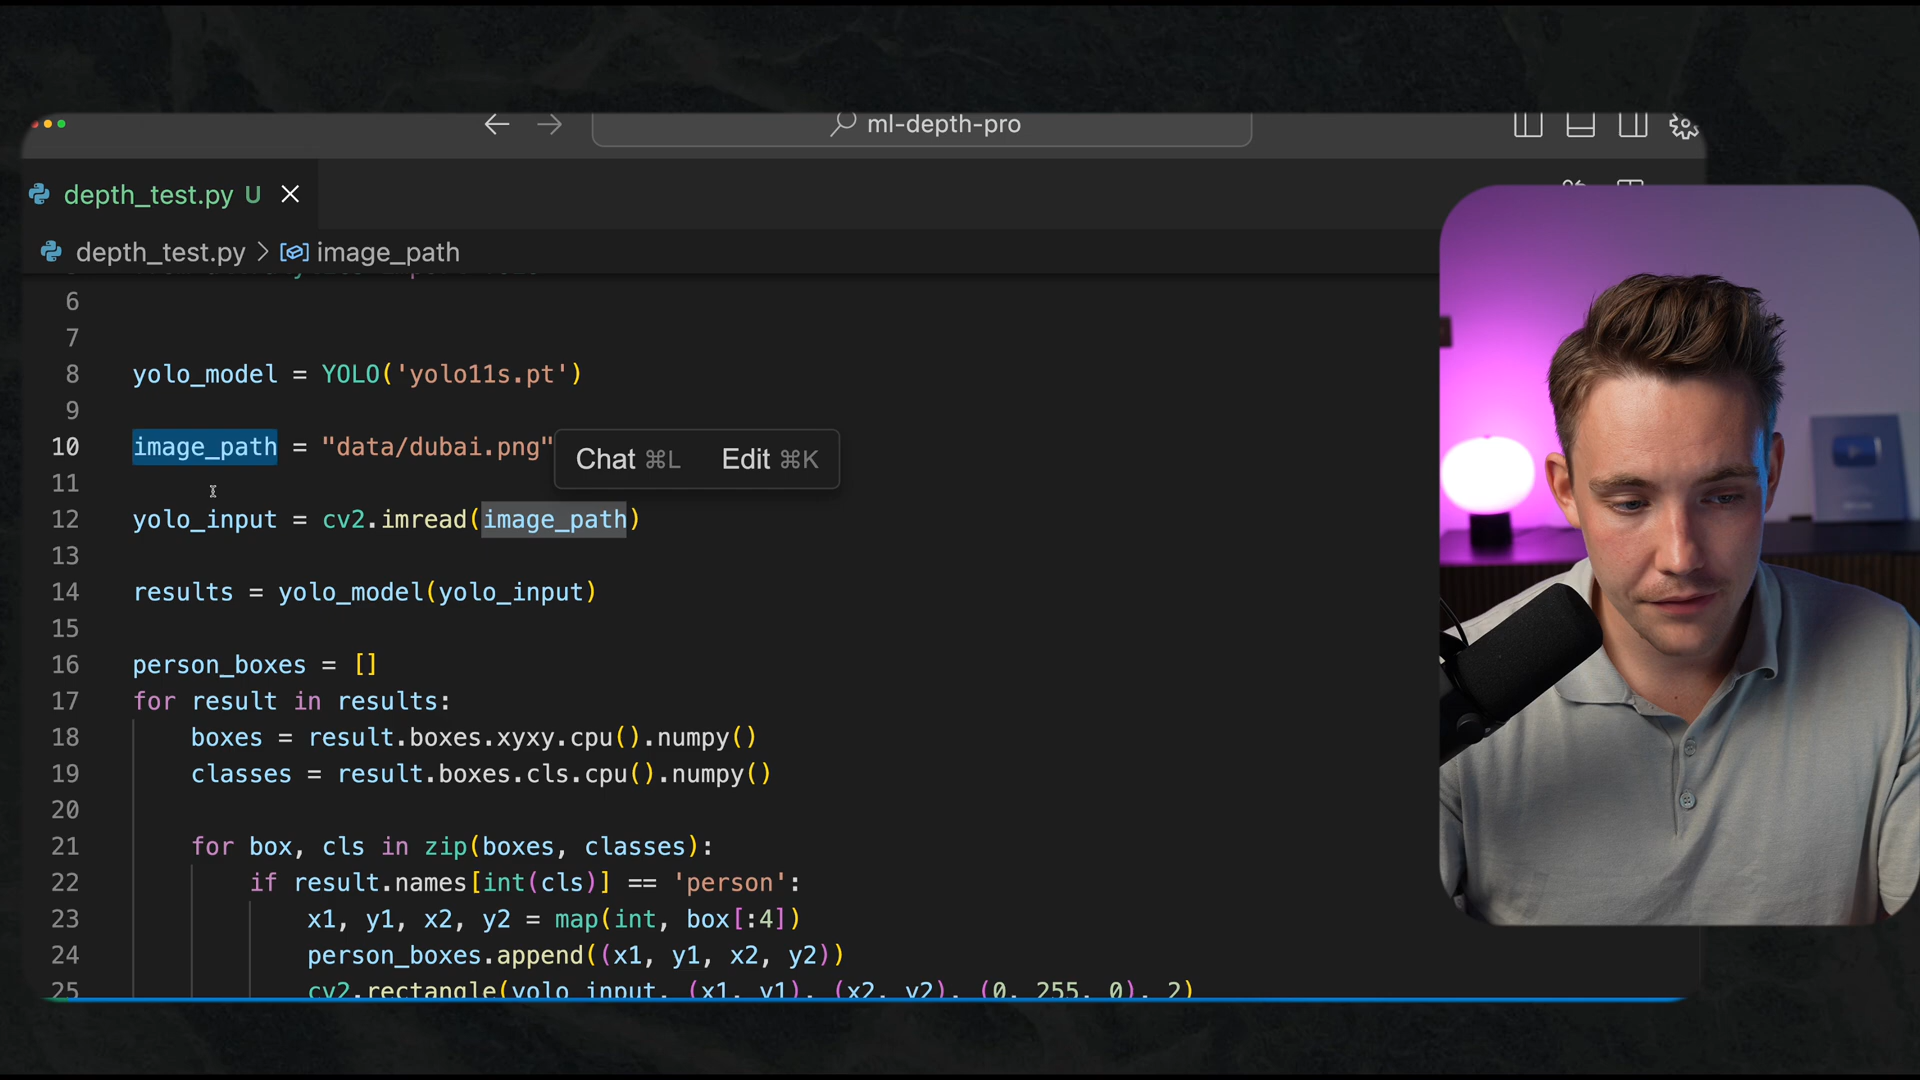 ml-depth-pro
depth_test.py U
depth_test.py > image_path
6
7
8 yolo_model = YOLO('yolo11s.pt')
9
10 image_path = "data/dubai.png"
Chat ⌘L Edit ⌘K
11
12 yolo_input = cv2.imread(image_path)
13
14 results = yolo_model(yolo_input)
15
16 person_boxes = []
17 for result in results:
18 boxes = result.boxes.xyxy.cpu().numpy()
19 classes = result.boxes.cls.cpu().numpy()
20
21 for box, cls in zip(boxes, classes):
22 if result.names[int(cls)] == 'person':
23 x1, y1, x2, y2 = map(int, box[:4])
24 person_boxes.append((x1, y1, x2, y2))
25 cv2.rectangle(yolo_input, (x1, y1), (x2, y2), (0, 255, 0), 2)